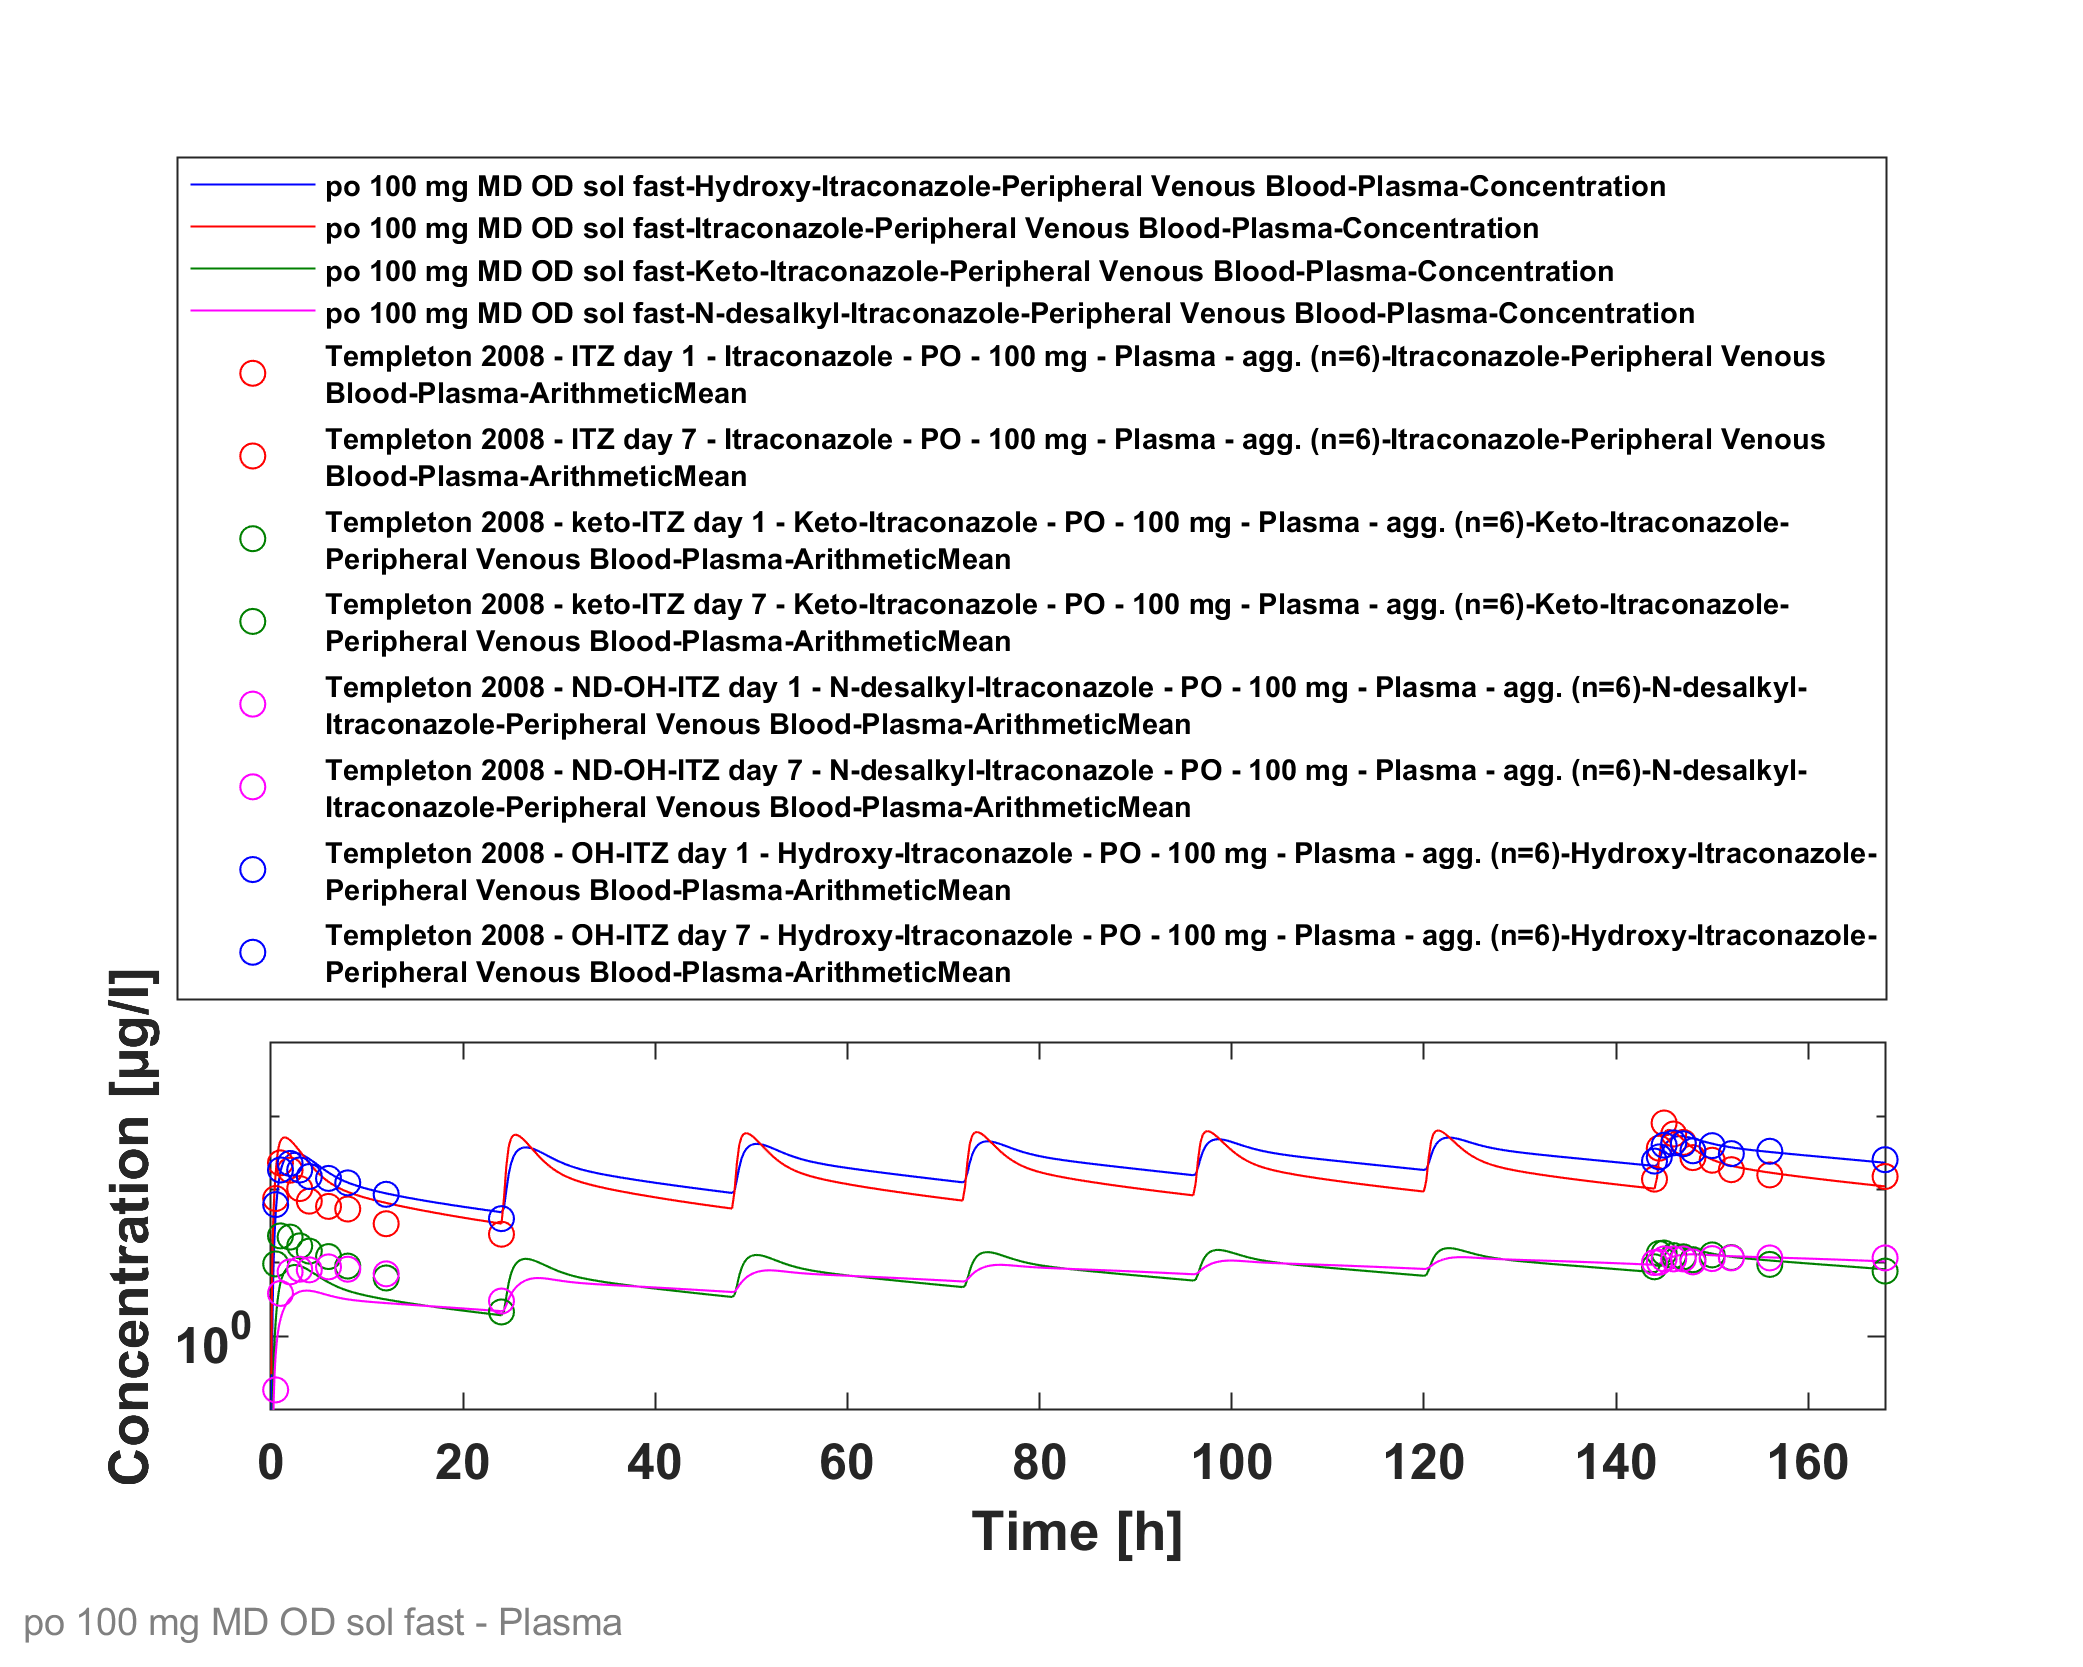 po 100 mg MD OD sol fast-Hydroxy-Itraconazole-Peripheral Venous Blood-Plasma-Concentration
po 100 mg MD OD sol fast-Itraconazole-Peripheral Venous Blood-Plasma-Concentration
po 100 mg MD OD sol fast-Keto-Itraconazole-Peripheral Venous Blood-Plasma-Concentration
po 100 mg MD OD sol fast-N-desalkyl-Itraconazole-Peripheral Venous Blood-Plasma-Concentration
Templeton 2008 - ITZ day 1 - Itraconazole - PO - 100 mg - Plasma - agg. (n=6)-Itraconazole-Peripheral Venous
Blood-Plasma-ArithmeticMean
Templeton 2008 - ITZ day 7 - Itraconazole - PO - 100 mg - Plasma - agg. (n=6)-Itraconazole-Peripheral Venous
Blood-Plasma-ArithmeticMean
Templeton 2008 - keto-ITZ day 1 - Keto-Itraconazole - PO - 100 mg - Plasma - agg. (n=6)-Keto-Itraconazole-
Peripheral Venous Blood-Plasma-ArithmeticMean
Templeton 2008 - keto-ITZ day 7 - Keto-Itraconazole - PO - 100 mg - Plasma - agg. (n=6)-Keto-Itraconazole-
Peripheral Venous Blood-Plasma-ArithmeticMean
Templeton 2008 - ND-OH-ITZ day 1 - N-desalkyl-Itraconazole - PO - 100 mg - Plasma - agg. (n=6)-N-desalkyl-
Itraconazole-Peripheral Venous Blood-Plasma-ArithmeticMean
Templeton 2008 - ND-OH-ITZ day 7 - N-desalkyl-Itraconazole - PO - 100 mg - Plasma - agg. (n=6)-N-desalkyl-
Itraconazole-Peripheral Venous Blood-Plasma-ArithmeticMean
Templeton 2008 - OH-ITZ day 1 - Hydroxy-Itraconazole - PO - 100 mg - Plasma - agg. (n=6)-Hydroxy-Itraconazole-
Peripheral Venous Blood-Plasma-ArithmeticMean
Templeton 2008 - OH-ITZ day 7 - Hydroxy-Itraconazole - PO - 100 mg - Plasma - agg. (n=6)-Hydroxy-Itraconazole-
Peripheral Venous Blood-Plasma-ArithmeticMean
Concentration [µg/l]
10^0
0 20 40 60 80 100 120 140 160
Time [h]
po 100 mg MD OD sol fast - Plasma